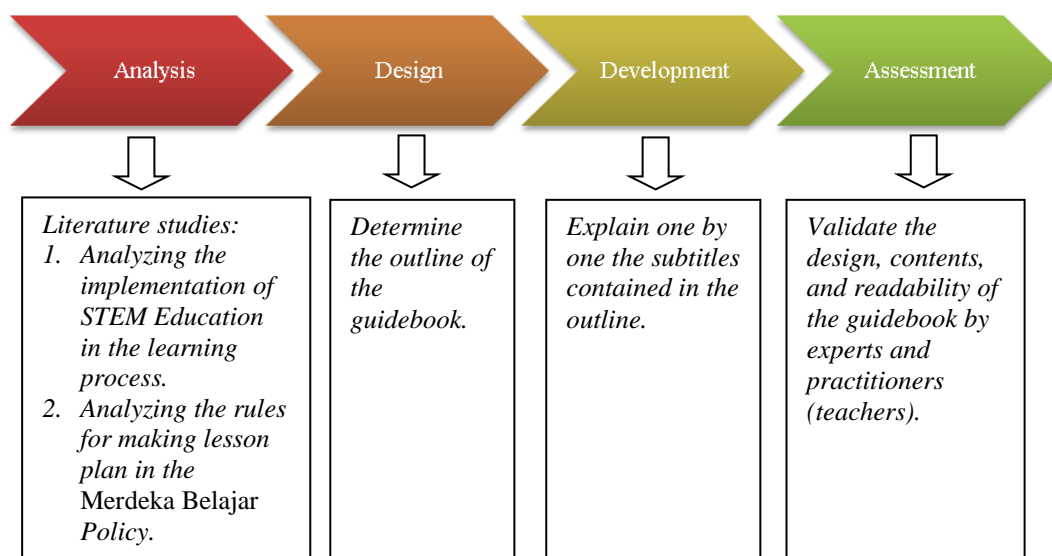 Analysis
Design
Development
Assessment
Literature studies:
1. Analyzing the
implementation of
STEM Education
in the learning
process.
2. Analyzing the rules
for making lesson
plan in the
Merdeka Belajar
Policy.
Determine
the outline of
the
guidebook.
Explain one by
one the subtitles
contained in the
outline.
Validate the
design, contents,
and readability of
the guidebook by
experts and
practitioners
(teachers).